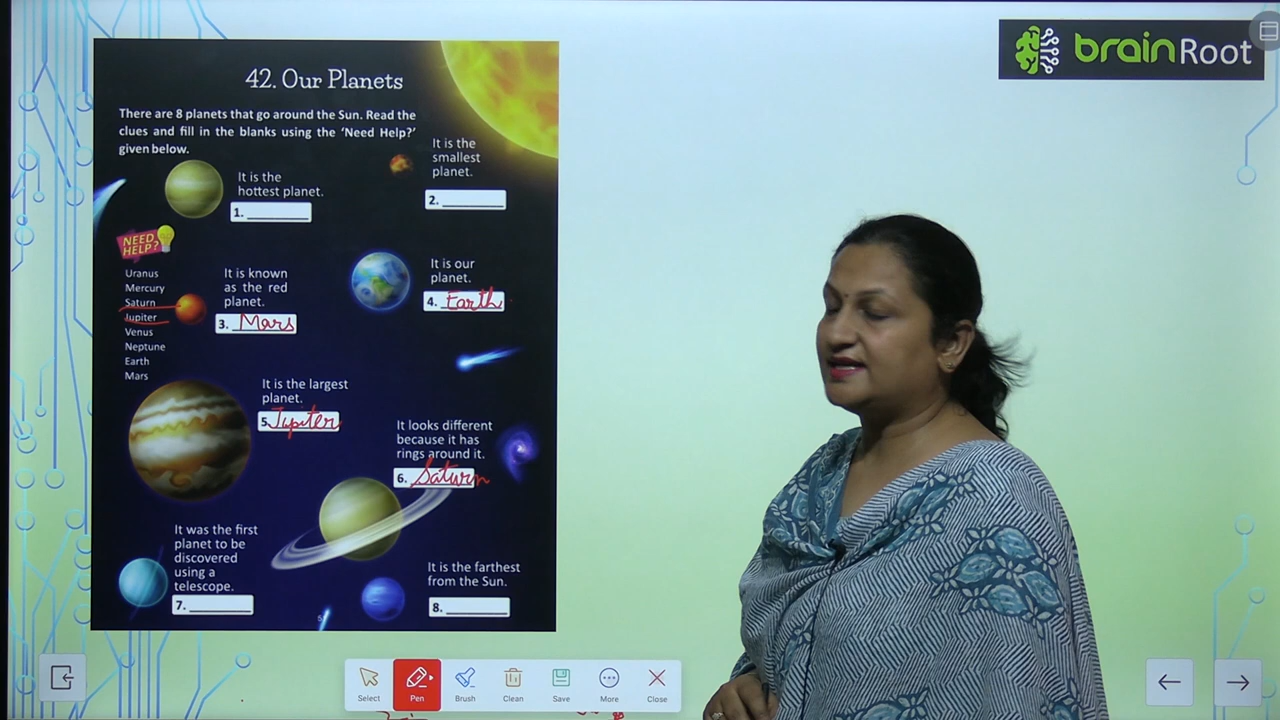 brainRoot
42. Our Planets
There are 8 planets that go around the Sun. Read the
clues and fill in the blanks using the 'Need Help?'
given below.
It is the
hottest planet.
1.
It is the
smallest
planet.
2.
NEED
HELP?
Uranus
Mercury
Saturn
Jupiter
Venus
Neptune
Earth
Mars
It is known
as the red
planet.
3. Mars
It is our
planet.
4. Earth
It is the largest
planet.
5. Jupiter
It looks different
because it has
rings around it.
6. Saturn
It was the first
planet to be
discovered
using a
telescope.
7.
It is the farthest
from the Sun.
8.
Select
Pen
Brush
Clean
Save
More
Close